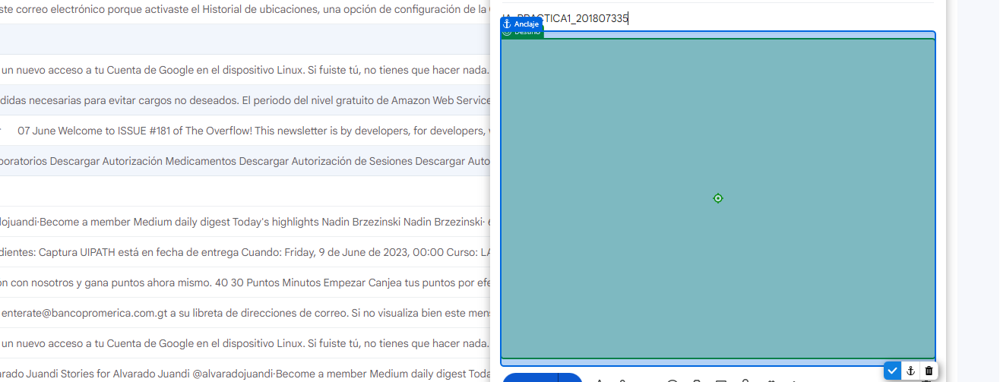 ste correo electrónico porque activaste el Historial de ubicaciones, una opción de configuración de la
un nuevo acceso a tu Cuenta de Google en el dispositivo Linux. Si fuiste tú, no tienes que hacer nada.
didas necesarias para evitar cargos no deseados. El periodo del nivel gratuito de Amazon Web Service
07 June Welcome to ISSUE #181 of The Overflow! This newsletter is by developers, for developers,
boratorios Descargar Autorización Medicamentos Descargar Autorización de Sesiones Descargar Auto
dojuandi·Become a member Medium daily digest Today's highlights Nadin Brzezinski Nadin Brzezinski·
dientes: Captura UIPATH está en fecha de entrega Cuando: Friday, 9 de June de 2023, 00:00 Curso: LA
on con nosotros y gana puntos ahora mismo. 40 30 Puntos Minutos Empezar Canjea tus puntos por efe
enterate@bancopromerica.com.gt a su libreta de direcciones de correo. Si no visualiza bien este men
un nuevo acceso a tu Cuenta de Google en el dispositivo Linux. Si fuiste tú, no tienes que hacer nada.
arado Juandi Stories for Alvarado Juandi @alvaradojuandi·Become a member Medium daily digest Toda
PRACTICA1_201807335
Anclaje
Destino